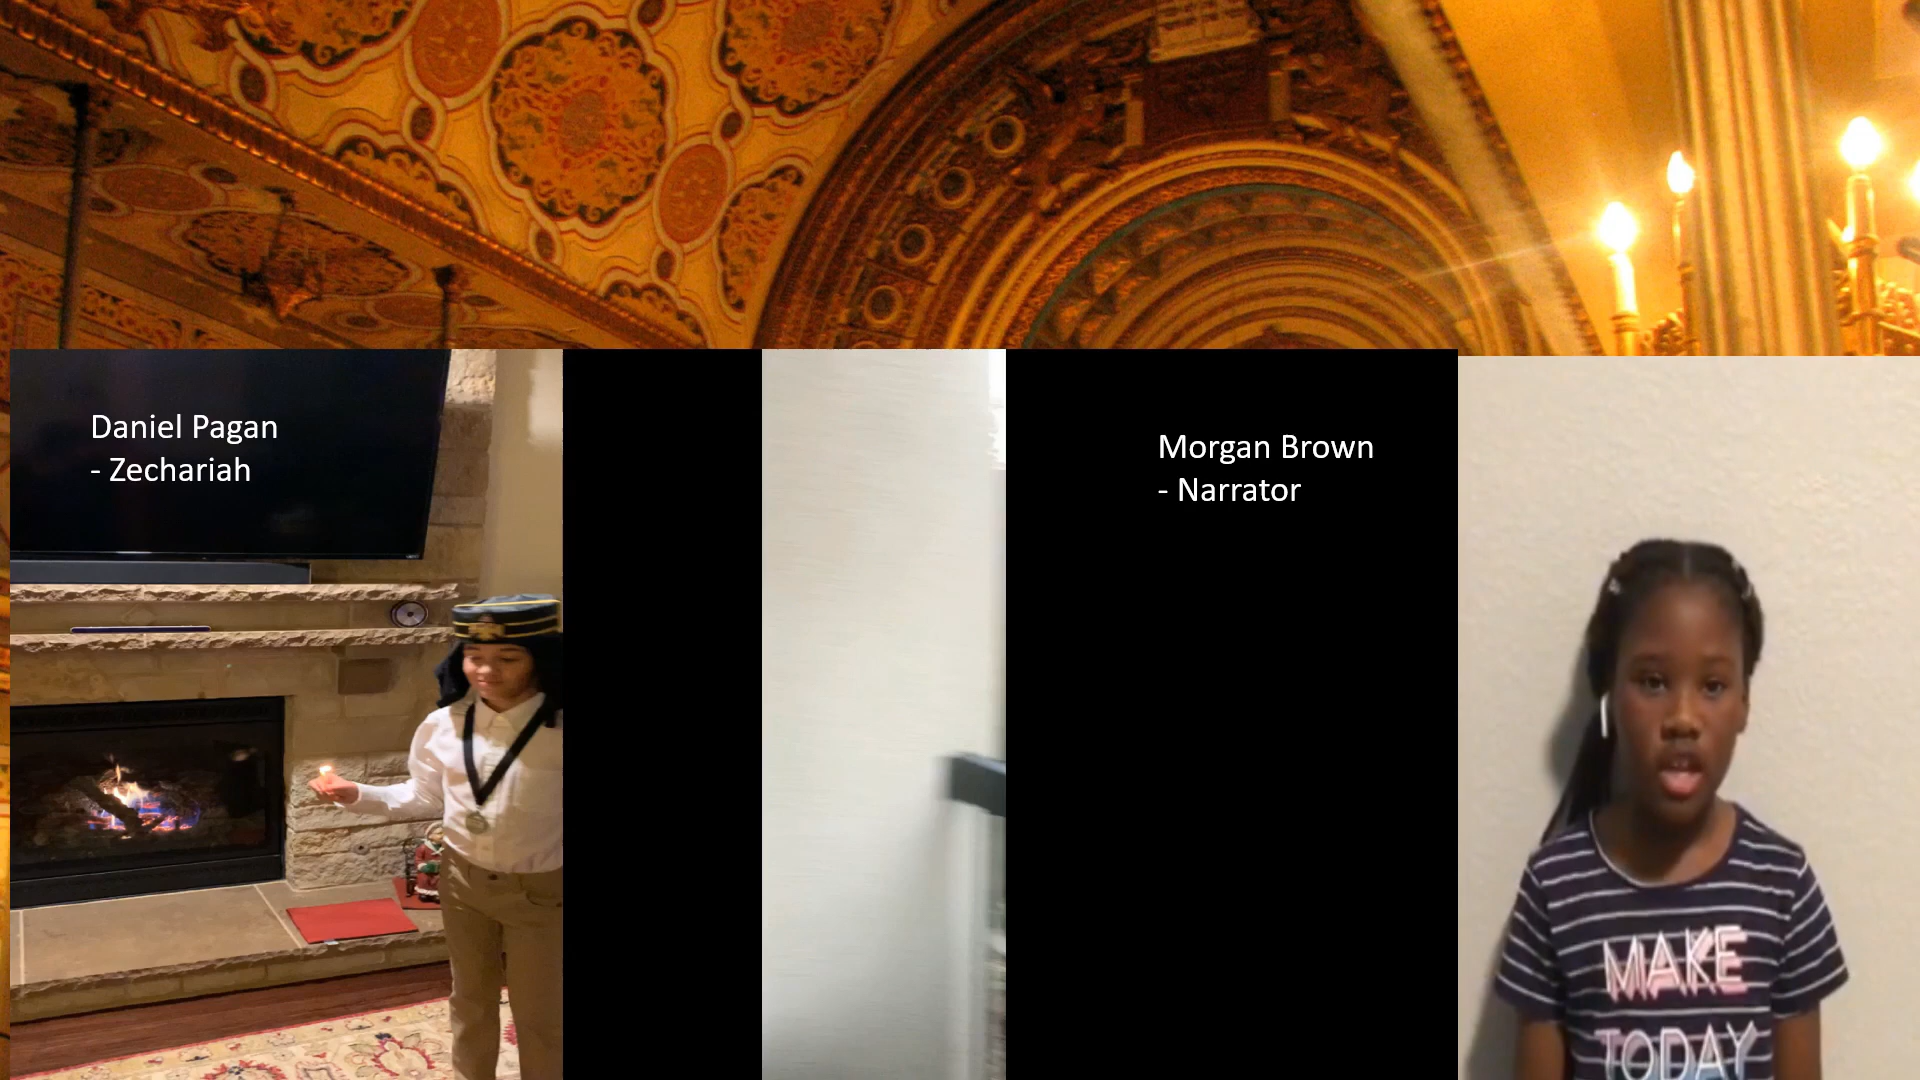 Daniel Pagan
- Zechariah
Morgan Brown
- Narrator
MAKE
TODAY